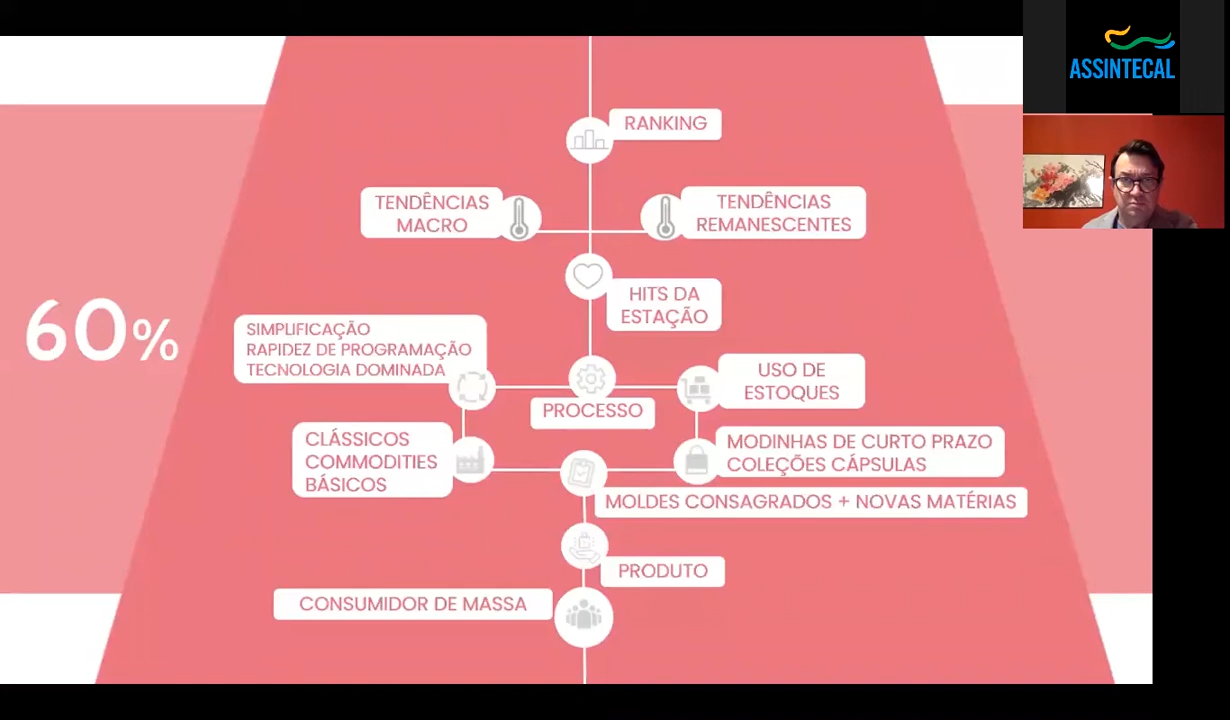 ASSINTECAL
RANKING
TENDÊNCIAS
MACRO
TENDÊNCIAS
REMANESCENTES
HITS DA
ESTAÇÃO
60%
SIMPLIFICAÇÃO
RAPIDEZ DE PROGRAMAÇÃO
TECNOLOGIA DOMINADA
USO DE
ESTOQUES
PROCESSO
CLÁSSICOS
COMMODITIES
BÁSICOS
MODINHAS DE CURTO PRAZO
COLEÇÕES CÁPSULAS
MOLDES CONSAGRADOS + NOVAS MATÉRIAS
PRODUTO
CONSUMIDOR DE MASSA